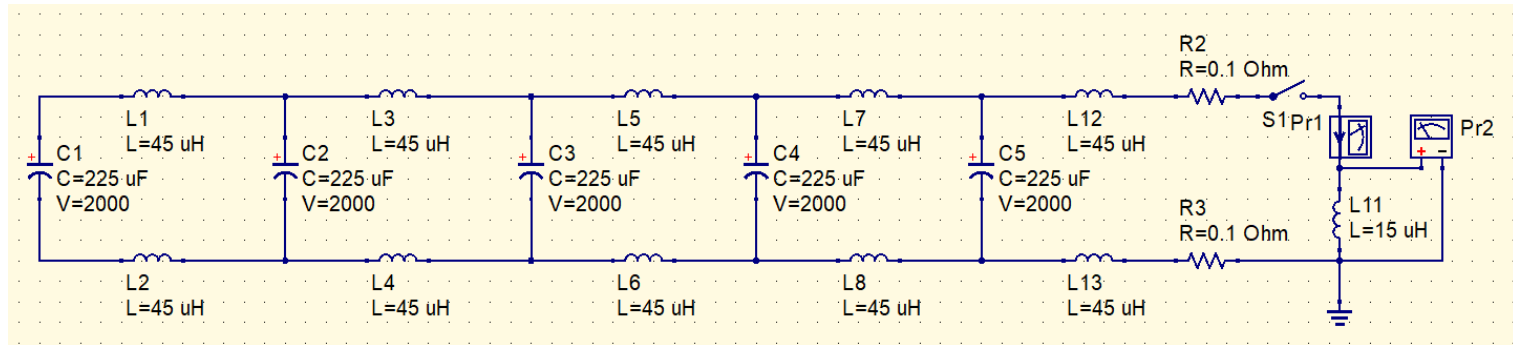 R2
R=0.1 Ohm
L1
L=45 uH
L3
L=45 uH
L5
L=45 uH
L7
L=45 uH
L12
L=45 uH
S1
Pr1
Pr2
+
-
+
C1
C=225 uF
V=2000
+
C2
C=225 uF
V=2000
+
C3
C=225 uF
V=2000
+
C4
C=225 uF
V=2000
+
C5
C=225 uF
V=2000
L11
L=15 uH
R3
R=0.1 Ohm
L2
L=45 uH
L4
L=45 uH
L6
L=45 uH
L8
L=45 uH
L13
L=45 uH